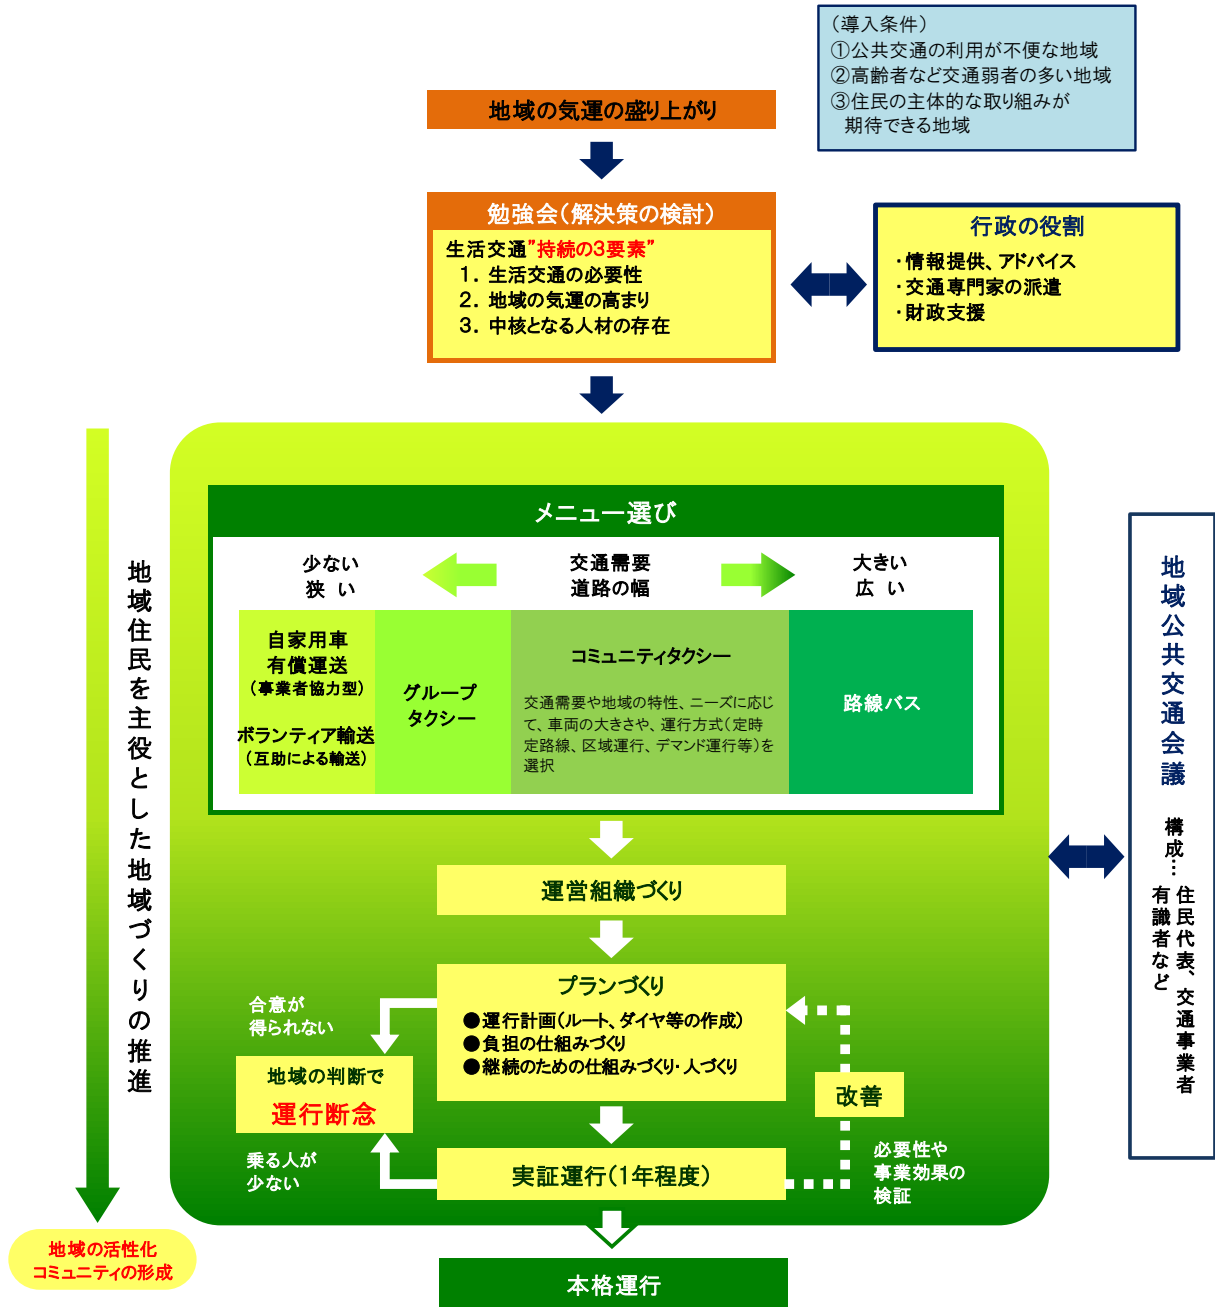 （導入条件）
①公共交通の利用が不便な地域
②高齢者など交通弱者の多い地域
③住民の主体的な取り組みが
期待できる地域
地域の気運の盛り上がり
勉強会（解決策の検討）
生活交通”持続の3要素”
1．生活交通の必要性
2．地域の気運の高まり
3．中核となる人材の存在
行政の役割
・情報提供、アドバイス
・交通専門家の派遣
・財政支援
メニュー選び
少ない
狭い
交通需要
道路の幅
大きい
広い
自家用車
有償運送
（事業者協力型）
ボランティア輸送
（互助による輸送）
グループ
タクシー
コミュニティタクシー
交通需要や地域の特性、ニーズに応じ
て、車両の大きさや、運行方式（定時
定路線、区域運行、デマンド運行等）を
選択
路線バス
運営組織づくり
プランづくり
●運行計画（ルート、ダイヤ等の作成）
●負担の仕組みづくり
●継続のための仕組みづくり・人づくり
合意が
得られない
地域の判断で
運行断念
乗る人が
少ない
実証運行（1年程度）
改善
必要性や
事業効果の
検証
本格運行
地域住民を主役とした地域づくりの推進
地域の活性化
コミュニティの形成
地域公共交通会議
構成…
住民代表、交通事業者
有識者など